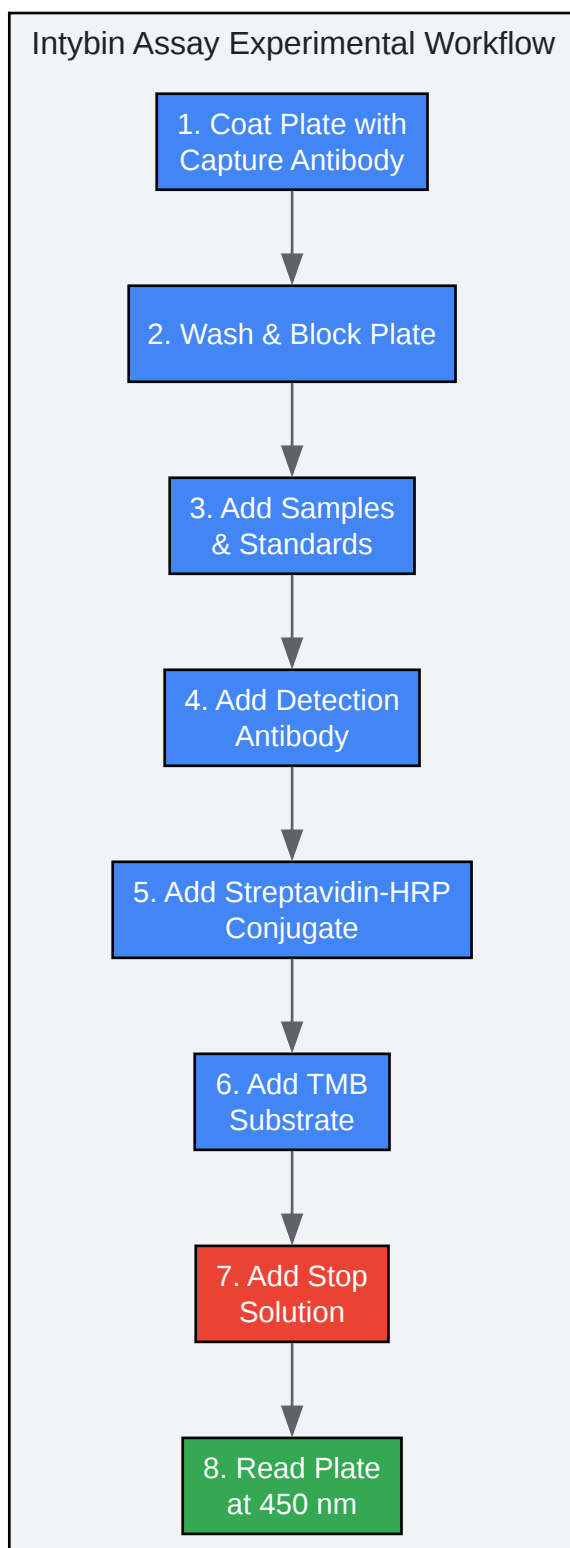 Intybin Assay Experimental Workflow
1. Coat Plate with
Capture Antibody
2. Wash & Block Plate
3. Add Samples
& Standards
4. Add Detection
Antibody
5. Add Streptavidin-HRP
Conjugate
6. Add TMB
Substrate
7. Add Stop
Solution
8. Read Plate
at 450 nm